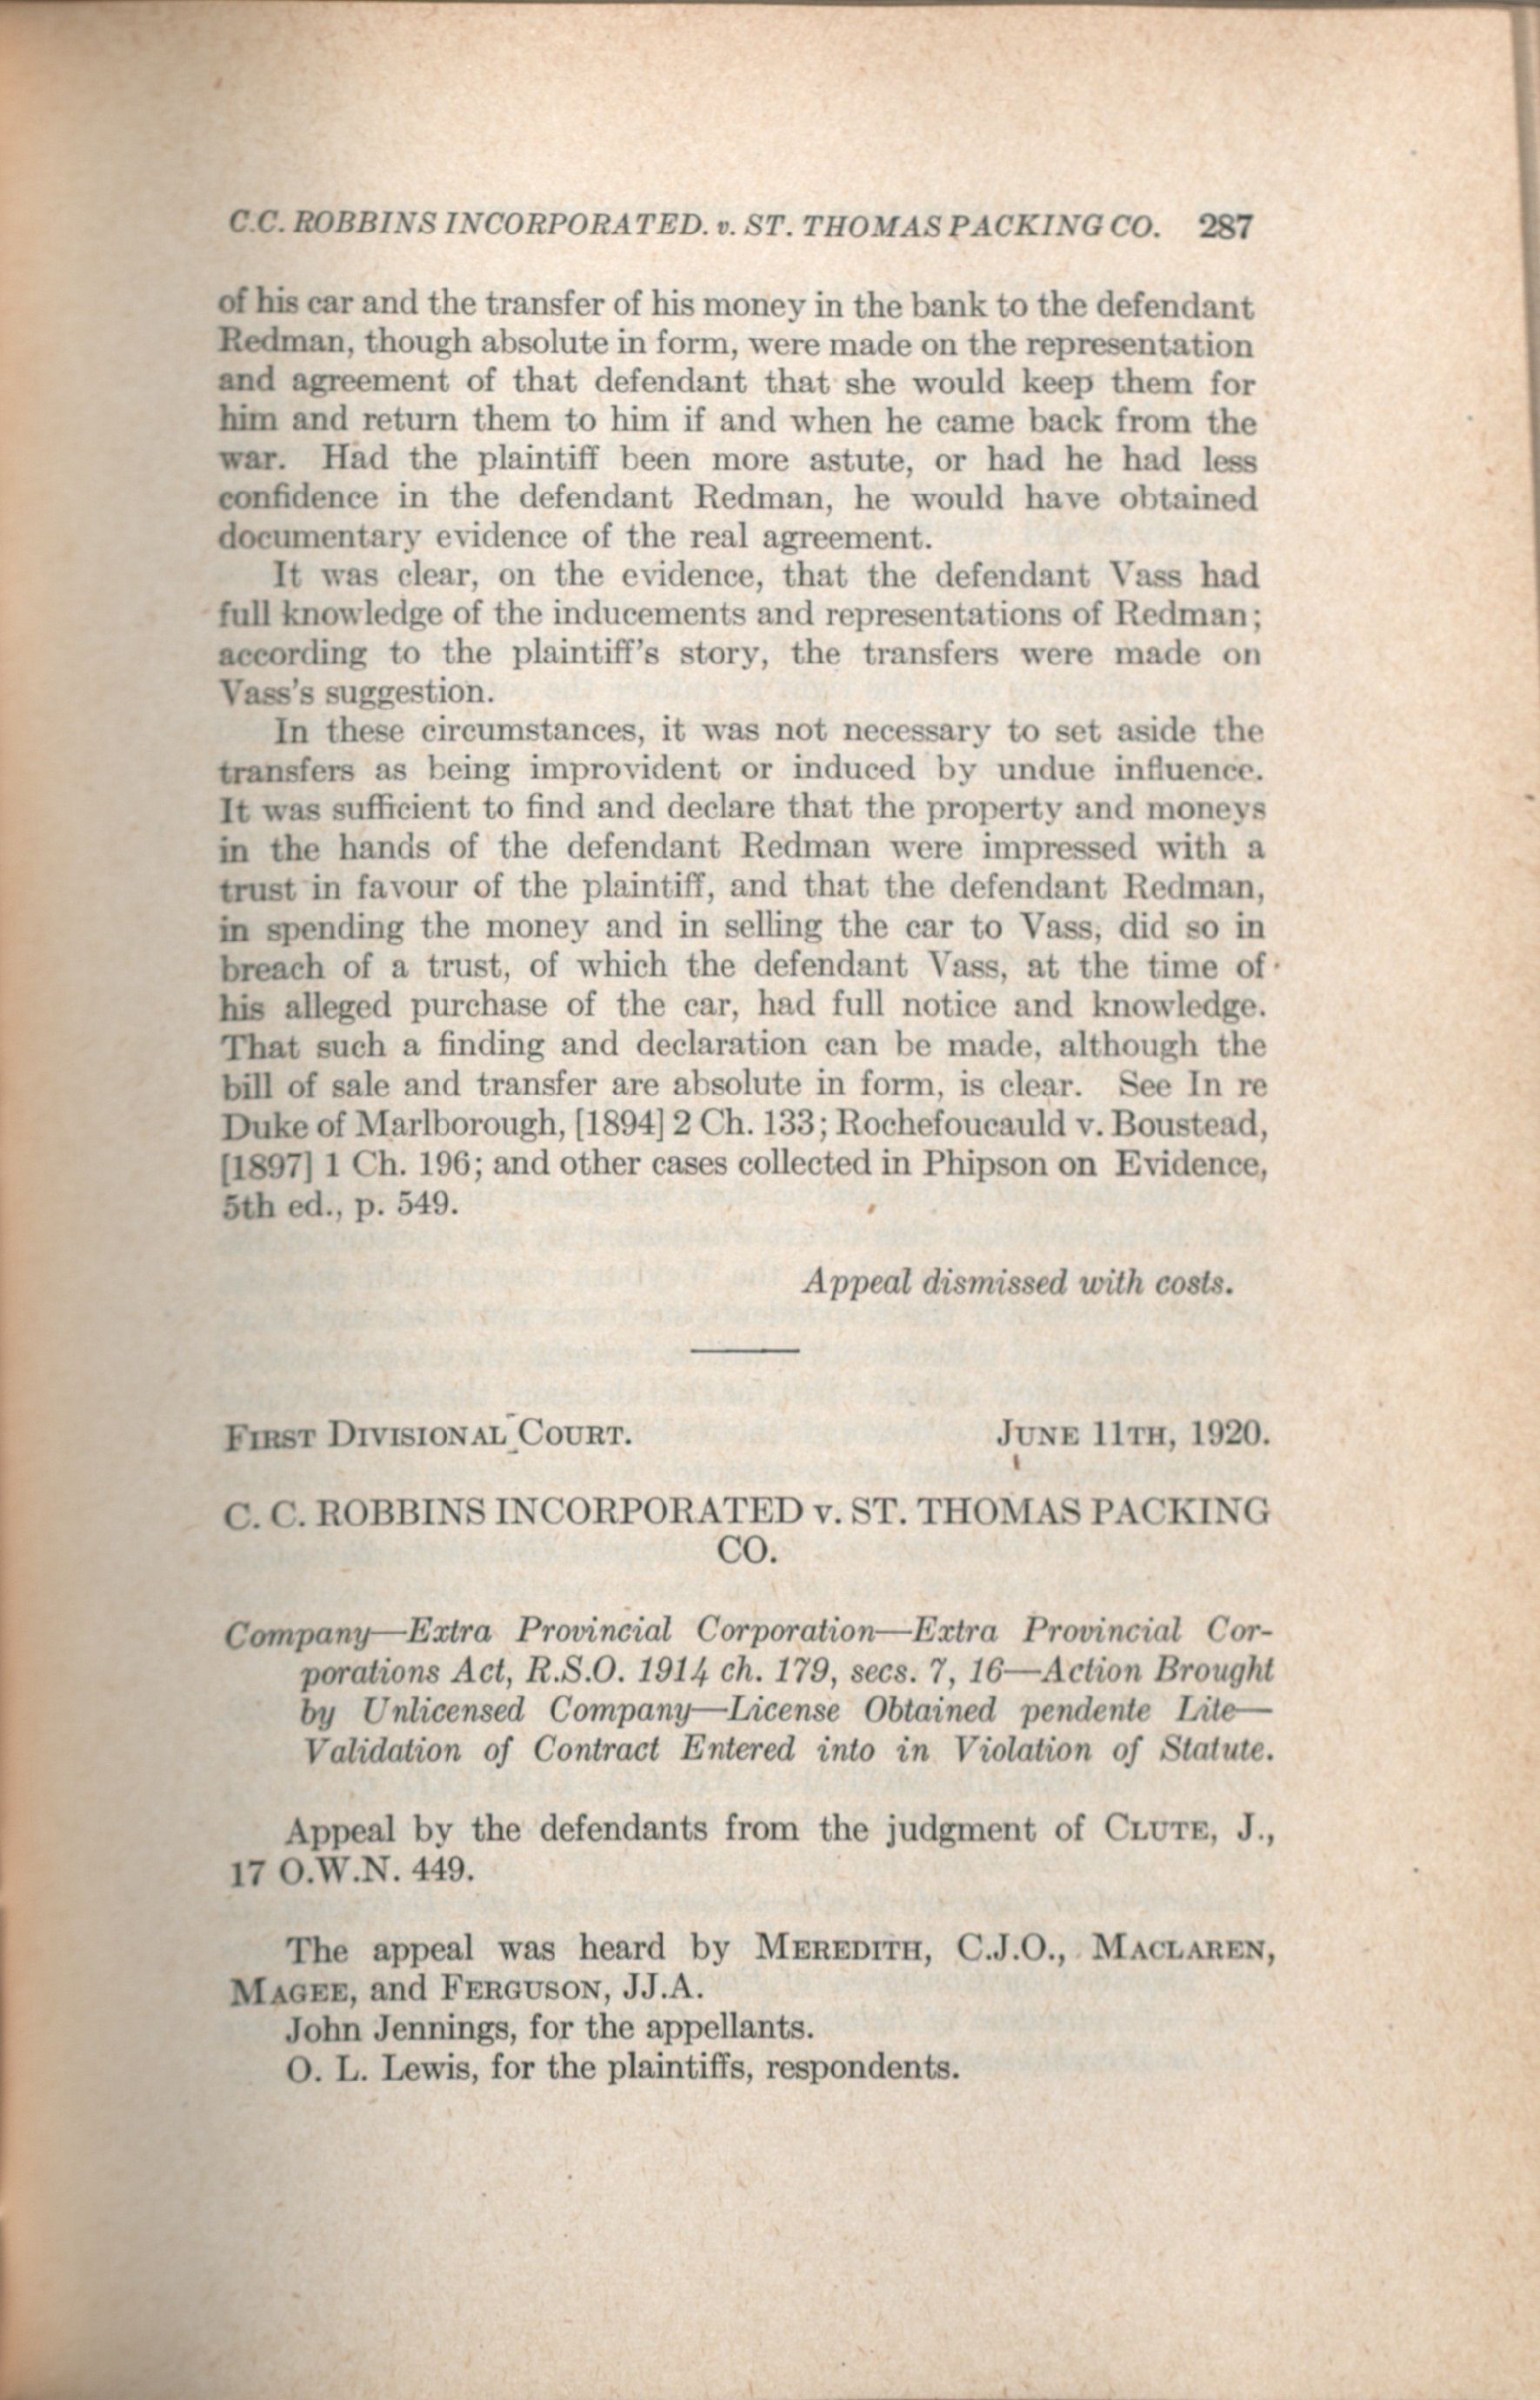 C.C. ROBBINS INCORPORATED. v. ST. THOMAS PACKING CO. 287
of his car and the transfer of his money in the bank to the defendant
Redman, though absolute in form, were made on the representation
and agreement of that defendant that she would keep them for
him and return them to him if and when he came back from the
war. Had the plaintiff been more astute, or had he had less
confidence in the defendant Redman, he would have obtained
documentary evidence of the real agreement.
It was clear, on the evidence, that the defendant Vass had
full knowledge of the inducements and representations of Redman;
according to the plaintiff's story, the transfers were made on
Vass's suggestion.
In these circumstances, it was not necessary to set aside the
transfers as being improvident or induced by undue influence.
It was sufficient to find and declare that the property and moneys
in the hands of the defendant Redman were impressed with a
trust in favour of the plaintiff, and that the defendant Redman,
in spending the money and in selling the car to Vass, did so in
breach of a trust, of which the defendant Vass, at the time of
his alleged purchase of the car, had full notice and knowledge.
That such a finding and declaration can be made, although the
bill of sale and transfer are absolute in form, is clear. See In re
Duke of Marlborough, [1894] 2 Ch. 133; Rochefoucauld v. Boustead,
[1897] 1 Ch. 196; and other cases collected in Phipson on Evidence,
5th ed., p. 549.
Appeal dismissed with costs.
FIRST DIVISIONAL COURT. JUNE 11TH, 1920.
C. C. ROBBINS INCORPORATED v. ST. THOMAS PACKING
CO.
Company—Extra Provincial Corporation—Extra Provincial Cor-
porations Act, R.S.O. 1914 ch. 179, secs. 7, 16—Action Brought
by Unlicensed Company—License Obtained pendente Lite—
Validation of Contract Entered into in Violation of Statute.
Appeal by the defendants from the judgment of CLUTE, J.,
17 O.W.N. 449.
The appeal was heard by MEREDITH, C.J.O., MACLAREN,
MAGEE, and FERGUSON, JJ.A.
John Jennings, for the appellants.
O. L. Lewis, for the plaintiffs, respondents.